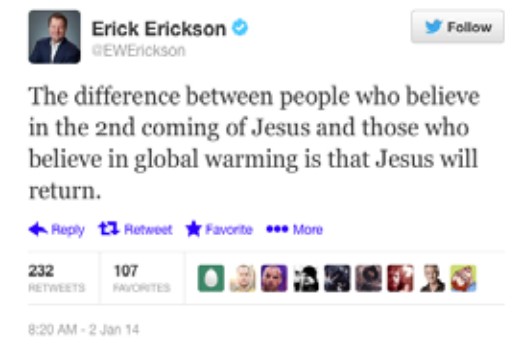 Erick Erickson
@EWErickson
Follow
The difference between people who believe
in the 2nd coming of Jesus and those who
believe in global warming is that Jesus will
return.
Reply Retweet Favorite More
232 107
RETWEETS FAVORITES
8:20 AM - 2 Jan 14